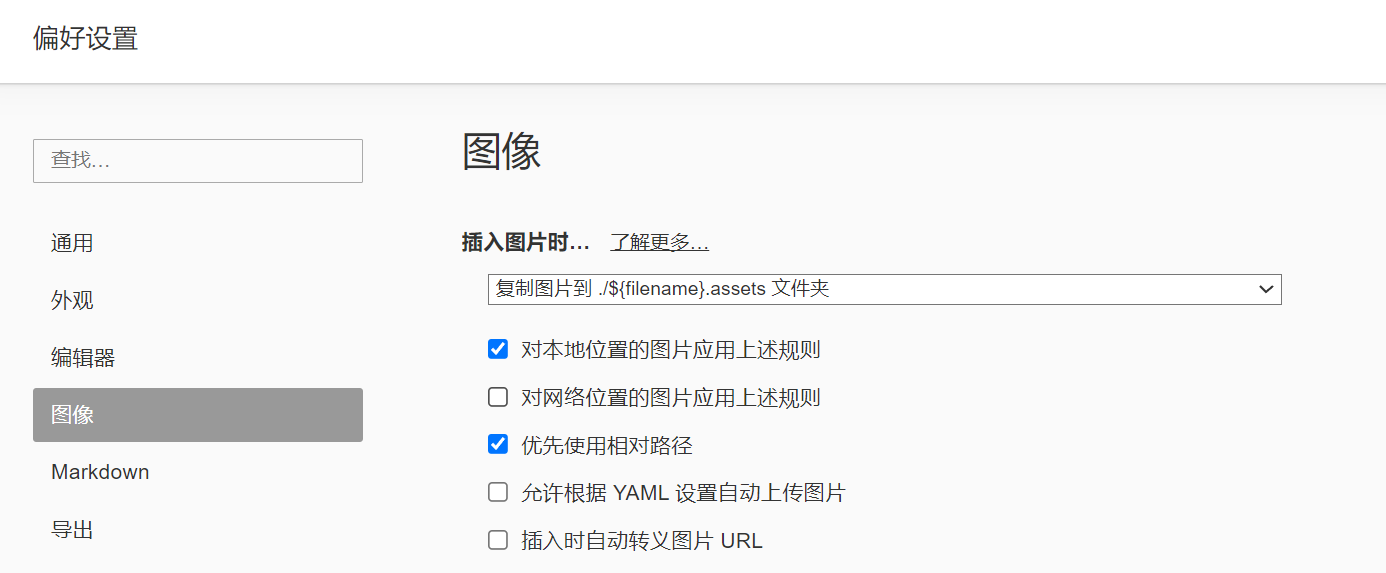 偏好设置
查找…
通用
外观
编辑器
图像
Markdown
导出
图像
插入图片时… 了解更多…
复制图片到 ./${filename}.assets 文件夹
对本地位置的图片应用上述规则
对网络位置的图片应用上述规则
优先使用相对路径
允许根据 YAML 设置自动上传图片
插入时自动转义图片 URL